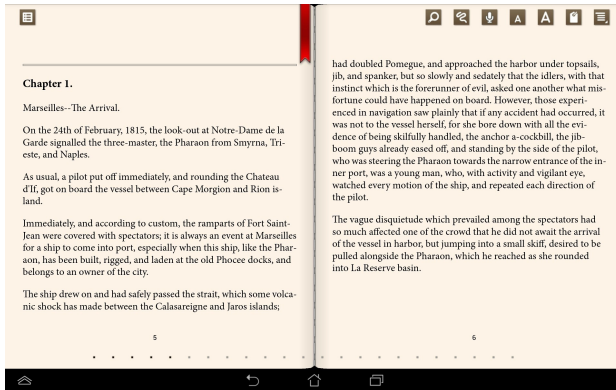 Chapter 1.
Marseilles--The Arrival.
On the 24th of February, 1815, the look-out at Notre-Dame de la
Garde signalled the three-master, the Pharaon from Smyrna, Tri-
este, and Naples.
As usual, a pilot put off immediately, and rounding the Chateau
d'If, got on board the vessel between Cape Morgion and Rion is-
land.
Immediately, and according to custom, the ramparts of Fort Saint-
Jean were covered with spectators; it is always an event at Marseilles
for a ship to come into port, especially when this ship, like the Phar-
aon, has been built, rigged, and laden at the old Phocee docks, and
belongs to an owner of the city.
The ship drew on and had safely passed the strait, which some volca-
nic shock has made between the Calasareigne and Jaros islands;
5
A
A
had doubled Pomegue, and approached the harbor under topsails,
jib, and spanker, but so slowly and sedately that the idlers, with that
instinct which is the forerunner of evil, asked one another what mis-
fortune could have happened on board. However, those experi-
enced in navigation saw plainly that if any accident had occurred, it
was not to the vessel herself, for she bore down with all the evi-
dence of being skilfully handled, the anchor a-cockbill, the jib-
boom guys already eased off, and standing by the side of the pilot,
who was steering the Pharaon towards the narrow entrance of the in-
ner port, was a young man, who, with activity and vigilant eye,
watched every motion of the ship, and repeated each direction of
the pilot.
The vague disquietude which prevailed among the spectators had
so much affected one of the crowd that he did not await the arrival
of the vessel in harbor, but jumping into a small skiff, desired to be
pulled alongside the Pharaon, which he reached as she rounded
into La Reserve basin.
6